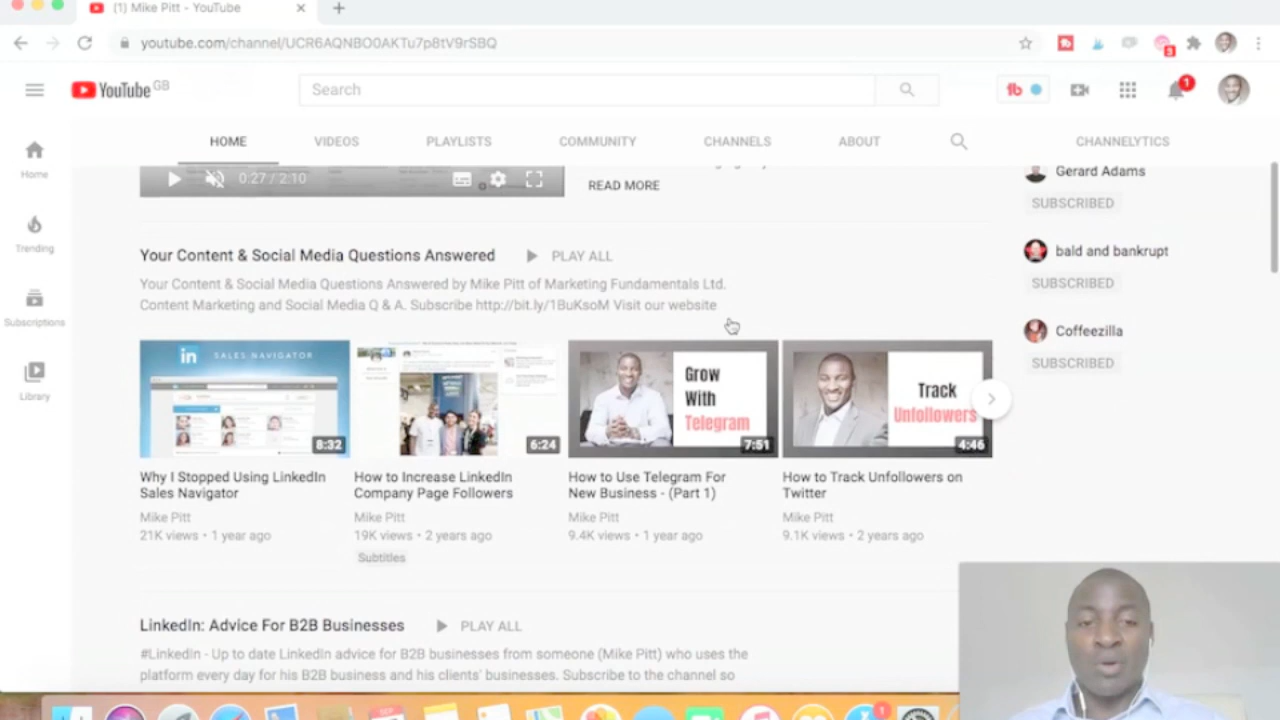 (1) Mike Pitt - YouTube
youtube.com/channel/UCR6AQNBO0AKTu7p8tV9rSBQ
3
YouTube GB
Search
1
HOME VIDEOS PLAYLISTS COMMUNITY CHANNELS ABOUT CHANNELYTICS
Home
Trending
Subscriptions
Library
0:27 / 2:10
READ MORE
Gerard Adams
SUBSCRIBED
bald and bankrupt
SUBSCRIBED
Coffeezilla
SUBSCRIBED
Your Content & Social Media Questions Answered PLAY ALL
Your Content & Social Media Questions Answered by Mike Pitt of Marketing Fundamentals Ltd.
Content Marketing and Social Media Q & A. Subscribe http://bit.ly/1BuKsoM Visit our website
in SALES NAVIGATOR
8:32
6:24
Grow
With
Telegram
7:51
Track
Unfollowers
4:46
Why I Stopped Using LinkedIn
Sales Navigator
Mike Pitt
21K views • 1 year ago
How to Increase LinkedIn
Company Page Followers
Mike Pitt
19K views • 2 years ago
Subtitles
How to Use Telegram For
New Business - (Part 1)
Mike Pitt
9.4K views • 1 year ago
How to Track Unfollowers on
Twitter
Mike Pitt
9.1K views • 2 years ago
LinkedIn: Advice For B2B Businesses PLAY ALL
#LinkedIn - Up to date LinkedIn advice for B2B businesses from someone (Mike Pitt) who uses the
platform every day for his B2B business and his clients' businesses. Subscribe to the channel so
SEP
1